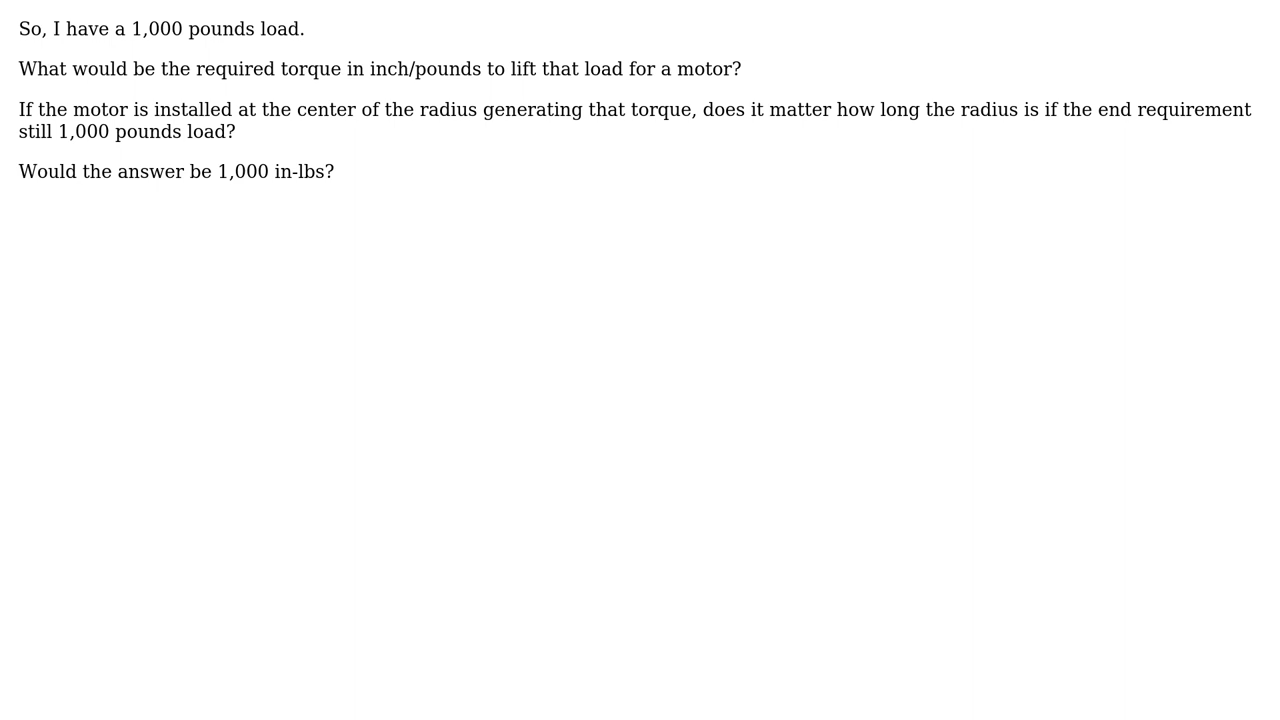 So, I have a 1,000 pounds load.
What would be the required torque in inch/pounds to lift that load for a motor?
If the motor is installed at the center of the radius generating that torque, does it matter how long the radius is if the end requirement
still 1,000 pounds load?
Would the answer be 1,000 in-lbs?